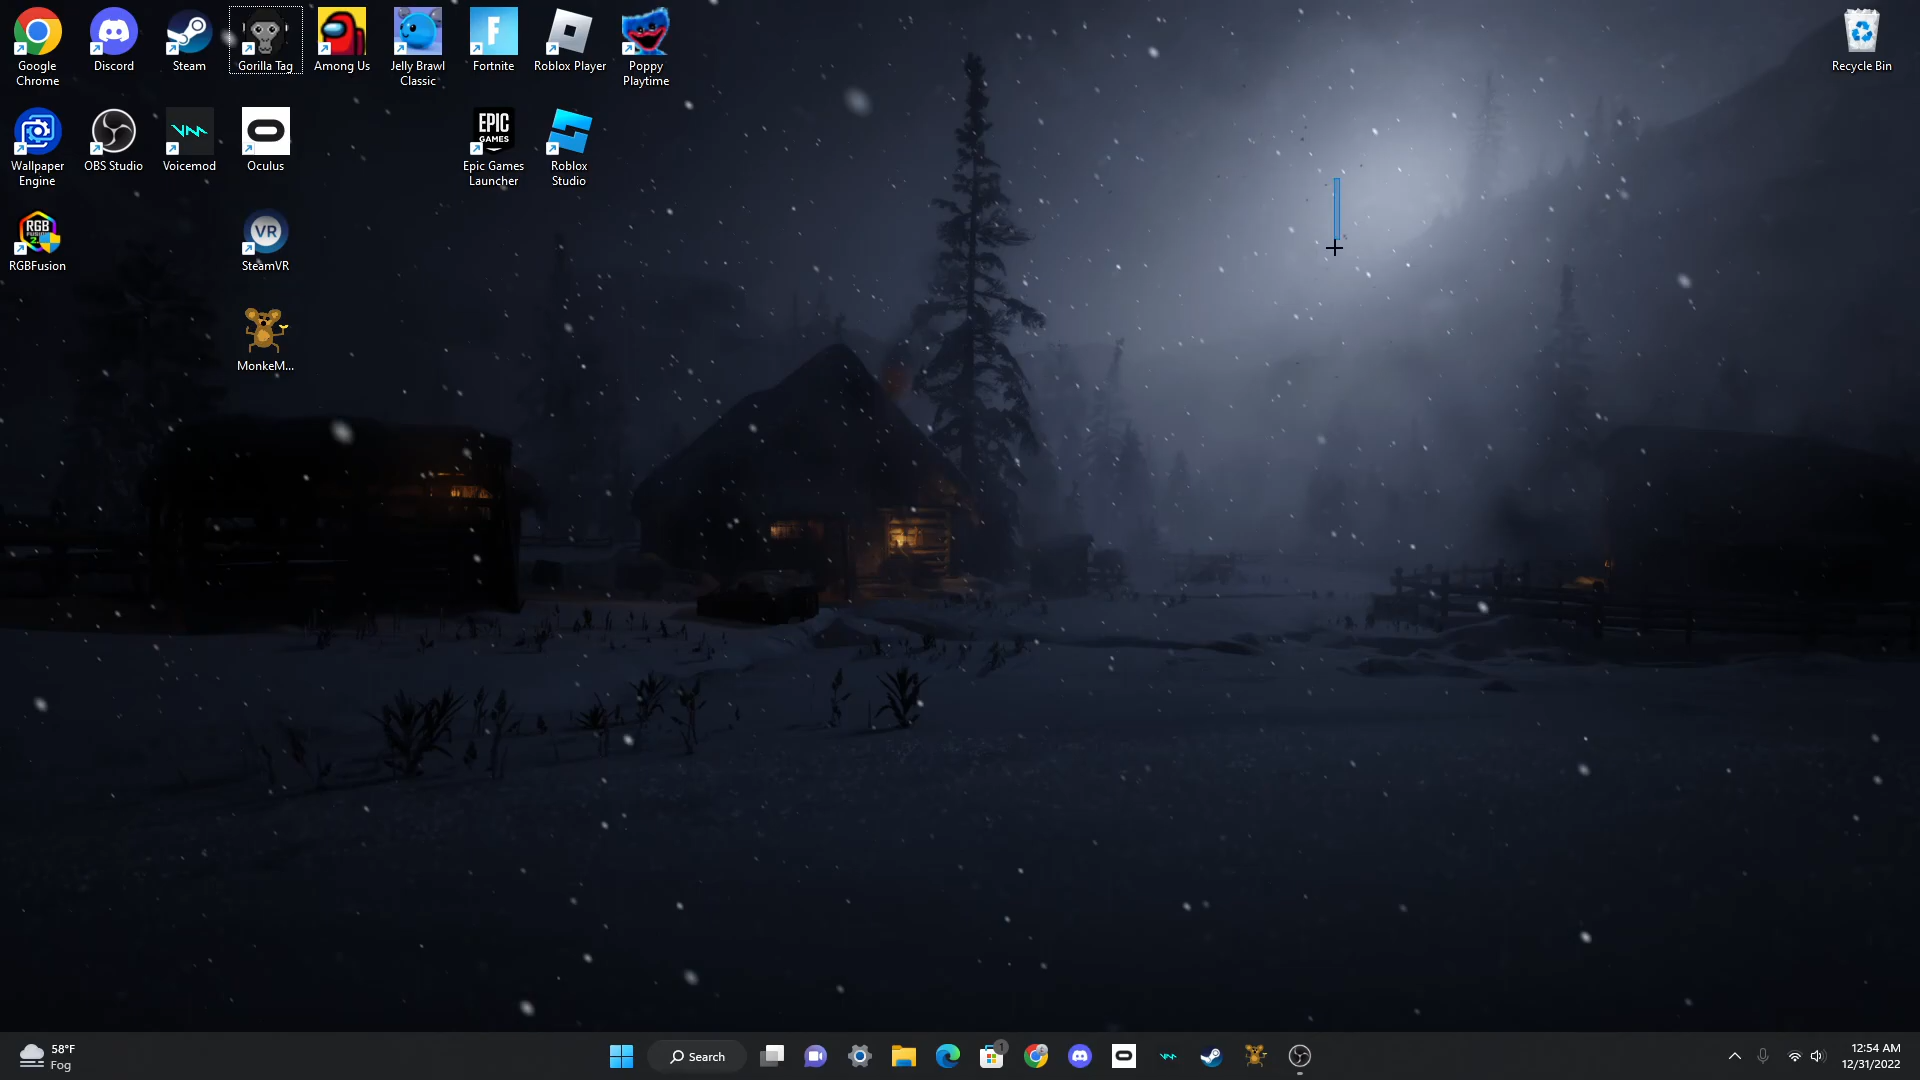 Google
Chrome
Discord
Steam
Gorilla Tag
Among Us
Jelly Brawl
Classic
Fortnite
Roblox Player
Poppy
Playtime
Recycle Bin
F
EPIC
GAMES
Wallpaper
Engine
OBS Studio
Voicemod
Oculus
Epic Games
Launcher
Roblox
Studio
RGB
RGBFusion
VR
SteamVR
MonkeM...
58°F
Fog
Search
1
12:54 AM
12/31/2022